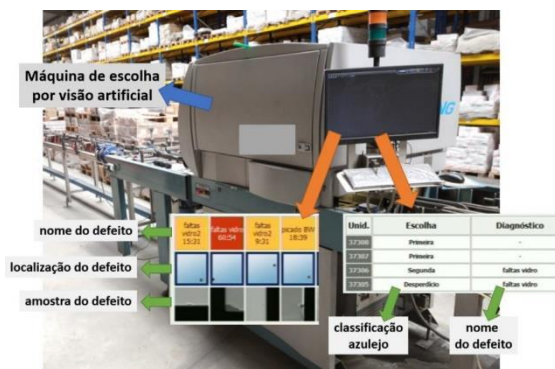 Máquina de escolha
por visão artificial
NG
nome do defeito
localização do defeito
amostra do defeito
faltas
vidro2
15:31
faltas vidro
60:54
faltas
vidro2
9:31
picado BW
18:39
Unid. Escolha Diagnóstico
37308 Primeira -
37307 Primeira -
37306 Segunda faltas vidro
37305 Desperdício faltas vidro
classificação
azulejo
nome
do defeito